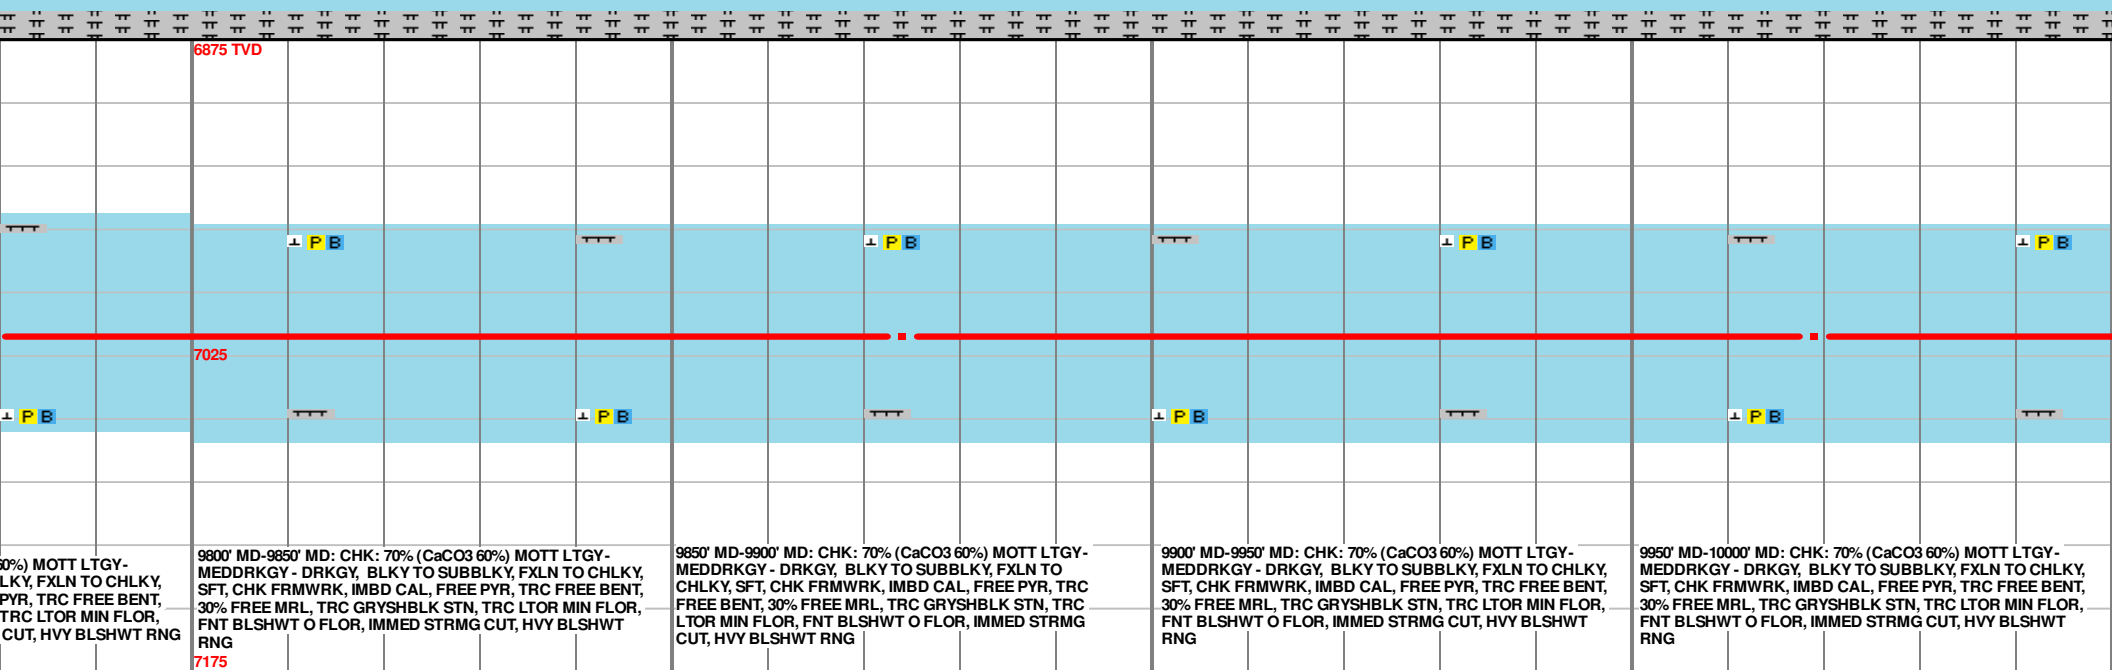 6875 TVD
P B
P B
P B
P B
7025
P B
P B
P B
P B
60%) MOTT LTGY-
LKY, FXLN TO CHLKY,
PYR, TRC FREE BENT,
TRC LTOR MIN FLOR,
CUT, HVY BLSHWT RNG
9800' MD-9850' MD: CHK: 70% (CaCO3 60%) MOTT LTGY-
MEDDRKGY - DRKGY, BLKY TO SUBBLKY, FXLN TO CHLKY,
SFT, CHK FRMWRK, IMBD CAL, FREE PYR, TRC FREE BENT,
30% FREE MRL, TRC GRYSHBLK STN, TRC LTOR MIN FLOR,
FNT BLSHWT O FLOR, IMMED STRMG CUT, HVY BLSHWT
RNG
9850' MD-9900' MD: CHK: 70% (CaCO3 60%) MOTT LTGY-
MEDDRKGY - DRKGY, BLKY TO SUBBLKY, FXLN TO
CHLKY, SFT, CHK FRMWRK, IMBD CAL, FREE PYR, TRC
FREE BENT, 30% FREE MRL, TRC GRYSHBLK STN, TRC
LTOR MIN FLOR, FNT BLSHWT O FLOR, IMMED STRMG
CUT, HVY BLSHWT RNG
9900' MD-9950' MD: CHK: 70% (CaCO3 60%) MOTT LTGY-
MEDDRKGY - DRKGY, BLKY TO SUBBLKY, FXLN TO CHLKY,
SFT, CHK FRMWRK, IMBD CAL, FREE PYR, TRC FREE BENT,
30% FREE MRL, TRC GRYSHBLK STN, TRC LTOR MIN FLOR,
FNT BLSHWT O FLOR, IMMED STRMG CUT, HVY BLSHWT
RNG
9950' MD-10000' MD: CHK: 70% (CaCO3 60%) MOTT LTGY-
MEDDRKGY - DRKGY, BLKY TO SUBBLKY, FXLN TO CHLKY,
SFT, CHK FRMWRK, IMBD CAL, FREE PYR, TRC FREE BENT,
30% FREE MRL, TRC GRYSHBLK STN, TRC LTOR MIN FLOR,
FNT BLSHWT O FLOR, IMMED STRMG CUT, HVY BLSHWT
RNG
7175